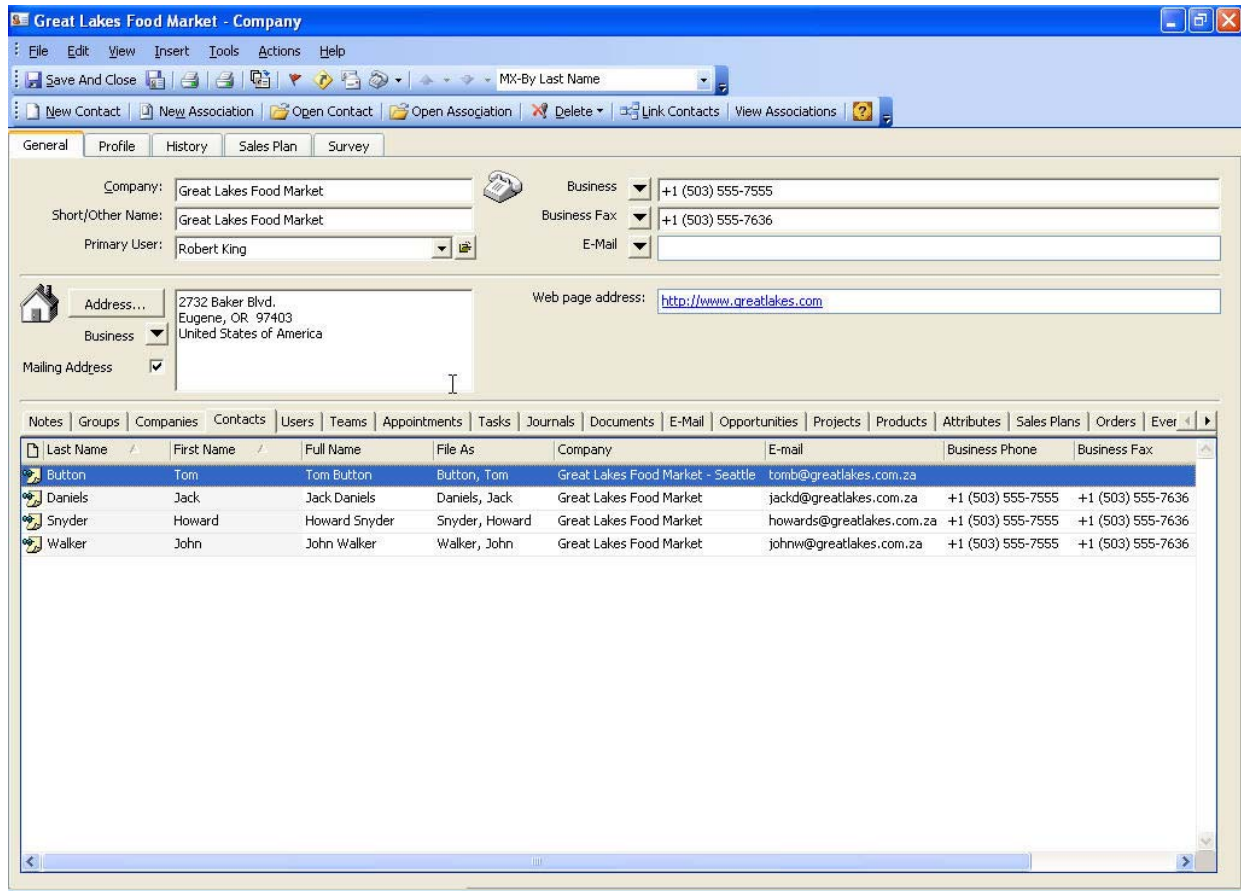 Great Lakes Food Market - Company
File Edit View Insert Tools Actions Help
Save And Close MX-By Last Name
New Contact New Association Open Contact Open Association Delete Link Contacts View Associations
General Profile History Sales Plan Survey
Company: Great Lakes Food Market Business +1 (503) 555-7555
Short/Other Name: Great Lakes Food Market Business Fax +1 (503) 555-7636
Primary User: Robert King E-Mail
Address... 2732 Baker Blvd. Web page address: http://www.greatlakes.com
Eugene, OR 97403
Business United States of America
Mailing Address
Notes Groups Companies Contacts Users Teams Appointments Tasks Journals Documents E-Mail Opportunities Projects Products Attributes Sales Plans Orders Ever
Last Name First Name Full Name File As Company E-mail Business Phone Business Fax
Button Tom Tom Button Button, Tom Great Lakes Food Market - Seattle tomb@greatlakes.com.za
Daniels Jack Jack Daniels Daniels, Jack Great Lakes Food Market jackd@greatlakes.com.za +1 (503) 555-7555 +1 (503) 555-7636
Snyder Howard Howard Snyder Snyder, Howard Great Lakes Food Market howards@greatlakes.com.za +1 (503) 555-7555 +1 (503) 555-7636
Walker John John Walker Walker, John Great Lakes Food Market johnw@greatlakes.com.za +1 (503) 555-7555 +1 (503) 555-7636